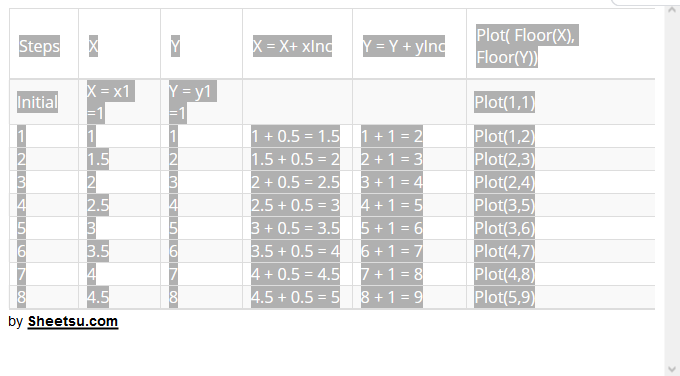 Steps X Y X = X+ xInc Y = Y + yInc Plot( Floor(X), Floor(Y))
Initial X = x1 =1 Y = y1 =1 Plot(1,1)
1 1 1 1 + 0.5 = 1.5 1 + 1 = 2 Plot(1,2)
2 1.5 2 1.5 + 0.5 = 2 2 + 1 = 3 Plot(2,3)
3 2 3 2 + 0.5 = 2.5 3 + 1 = 4 Plot(2,4)
4 2.5 4 2.5 + 0.5 = 3 4 + 1 = 5 Plot(3,5)
5 3 5 3 + 0.5 = 3.5 5 + 1 = 6 Plot(3,6)
6 3.5 6 3.5 + 0.5 = 4 6 + 1 = 7 Plot(4,7)
7 4 7 4 + 0.5 = 4.5 7 + 1 = 8 Plot(4,8)
8 4.5 8 4.5 + 0.5 = 5 8 + 1 = 9 Plot(5,9)
by Sheetsu.com